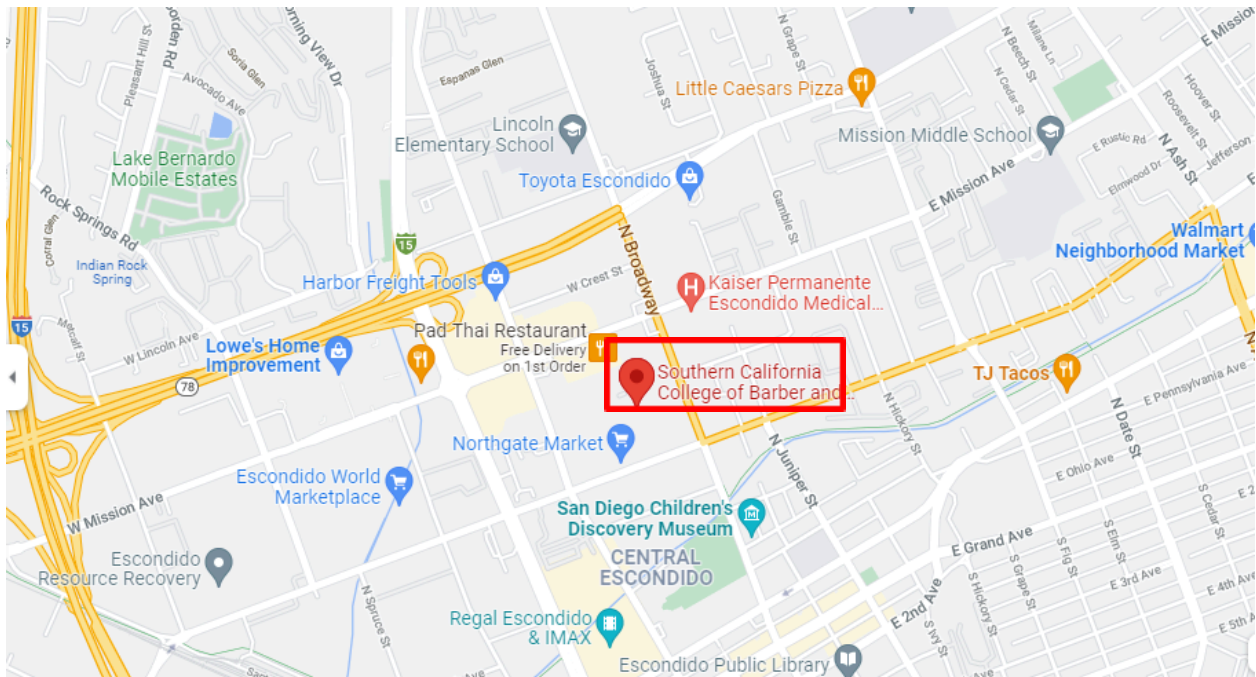 Pleasant Hill St
Borden Rd
Morning View Dr
Avocado Ave
Soria Glen
Espanas Glen
Joshua St
N Grape St
N Beech St
Milane Ln
N Cadar St
E Mission
Little Caesars Pizza
Lincoln
Elementary School
Mission Middle School
Hoover St
Roosevelt St
E Rustic Rd
N Ash St
Jefferson
Elmwood Dr
Lake Bernardo
Mobile Estates
Toyota Escondido
E Mission Ave
Gamble St
Rock Springs Rd
Corral Glen
Indian Rock
Spring
15
N Broadway
Walmart
Neighborhood Market
W Crest St
Harbor Freight Tools
Kaiser Permanente
Escondido Medical...
15
Metcalf St
W Lincoln Ave
Pad Thai Restaurant
Free Delivery
on 1st Order
Lowe's Home
Improvement
78
Southern California
College of Barber and...
TJ Tacos
E Pennsylvania Ave
N Hickory St
N Date St
Northgate Market
N Juniper St
Escondido World
Marketplace
E Ohio Ave
W Mission Ave
San Diego Children's
Discovery Museum
S Cedar St
E 2
CENTRAL
ESCONDIDO
E Grand Ave
S Fig St
S Elm St
Escondido
Resource Recovery
S Hickory St
S Grape St
E 3rd Ave
E 4th Ave
N Spruce St
E 2nd Ave
S Ivy St
E 5th A
Regal Escondido
& IMAX
Escondido Public Library